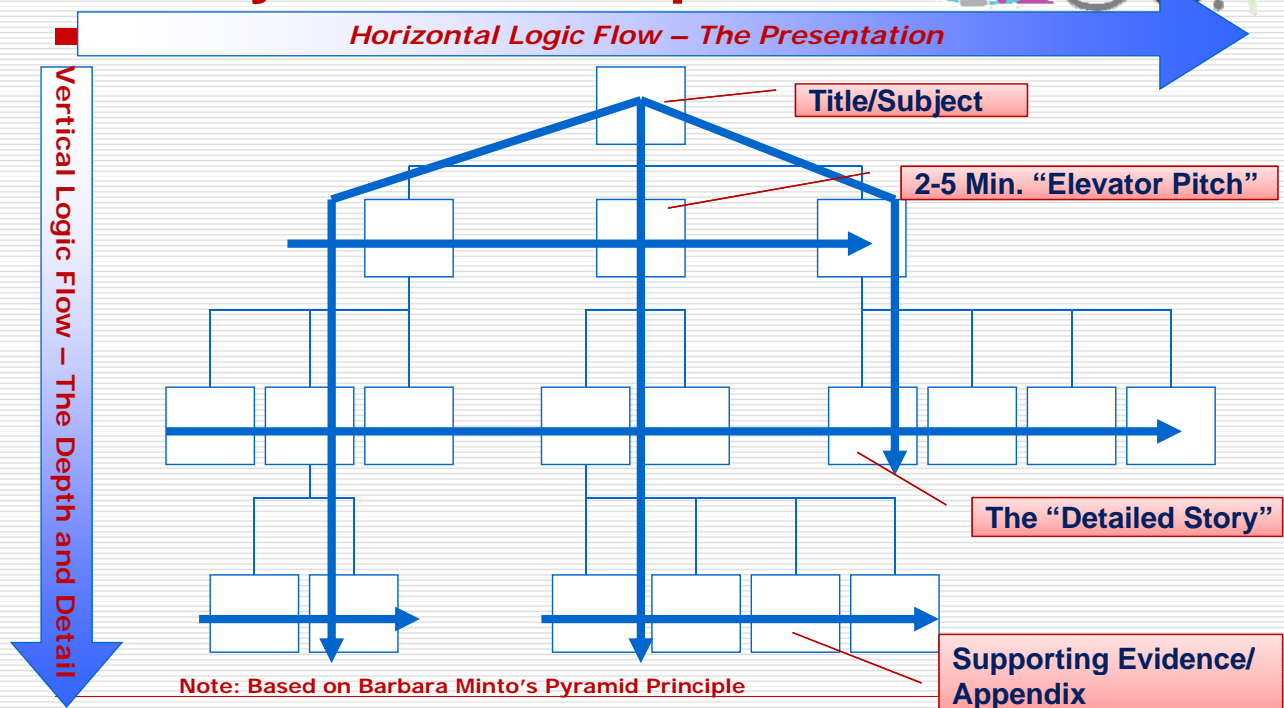 Horizontal Logic Flow – The Presentation
Vertical Logic Flow – The Depth and Detail
Title/Subject
2-5 Min. “Elevator Pitch”
The “Detailed Story”
Supporting Evidence/
Appendix
Note: Based on Barbara Minto’s Pyramid Principle